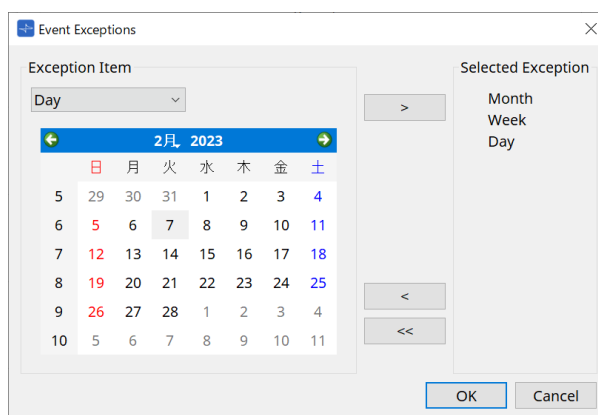 Event Exceptions
Exception Item
Day
>
2月, 2023
日 月 火 水 木 金 土
5 29 30 31 1 2 3 4
6 5 6 7 8 9 10 11
7 12 13 14 15 16 17 18
8 19 20 21 22 23 24 25
9 26 27 28 1 2 3 4
10 5 6 7 8 9 10 11
<
<<
Selected Exception
Month
Week
Day
OK Cancel